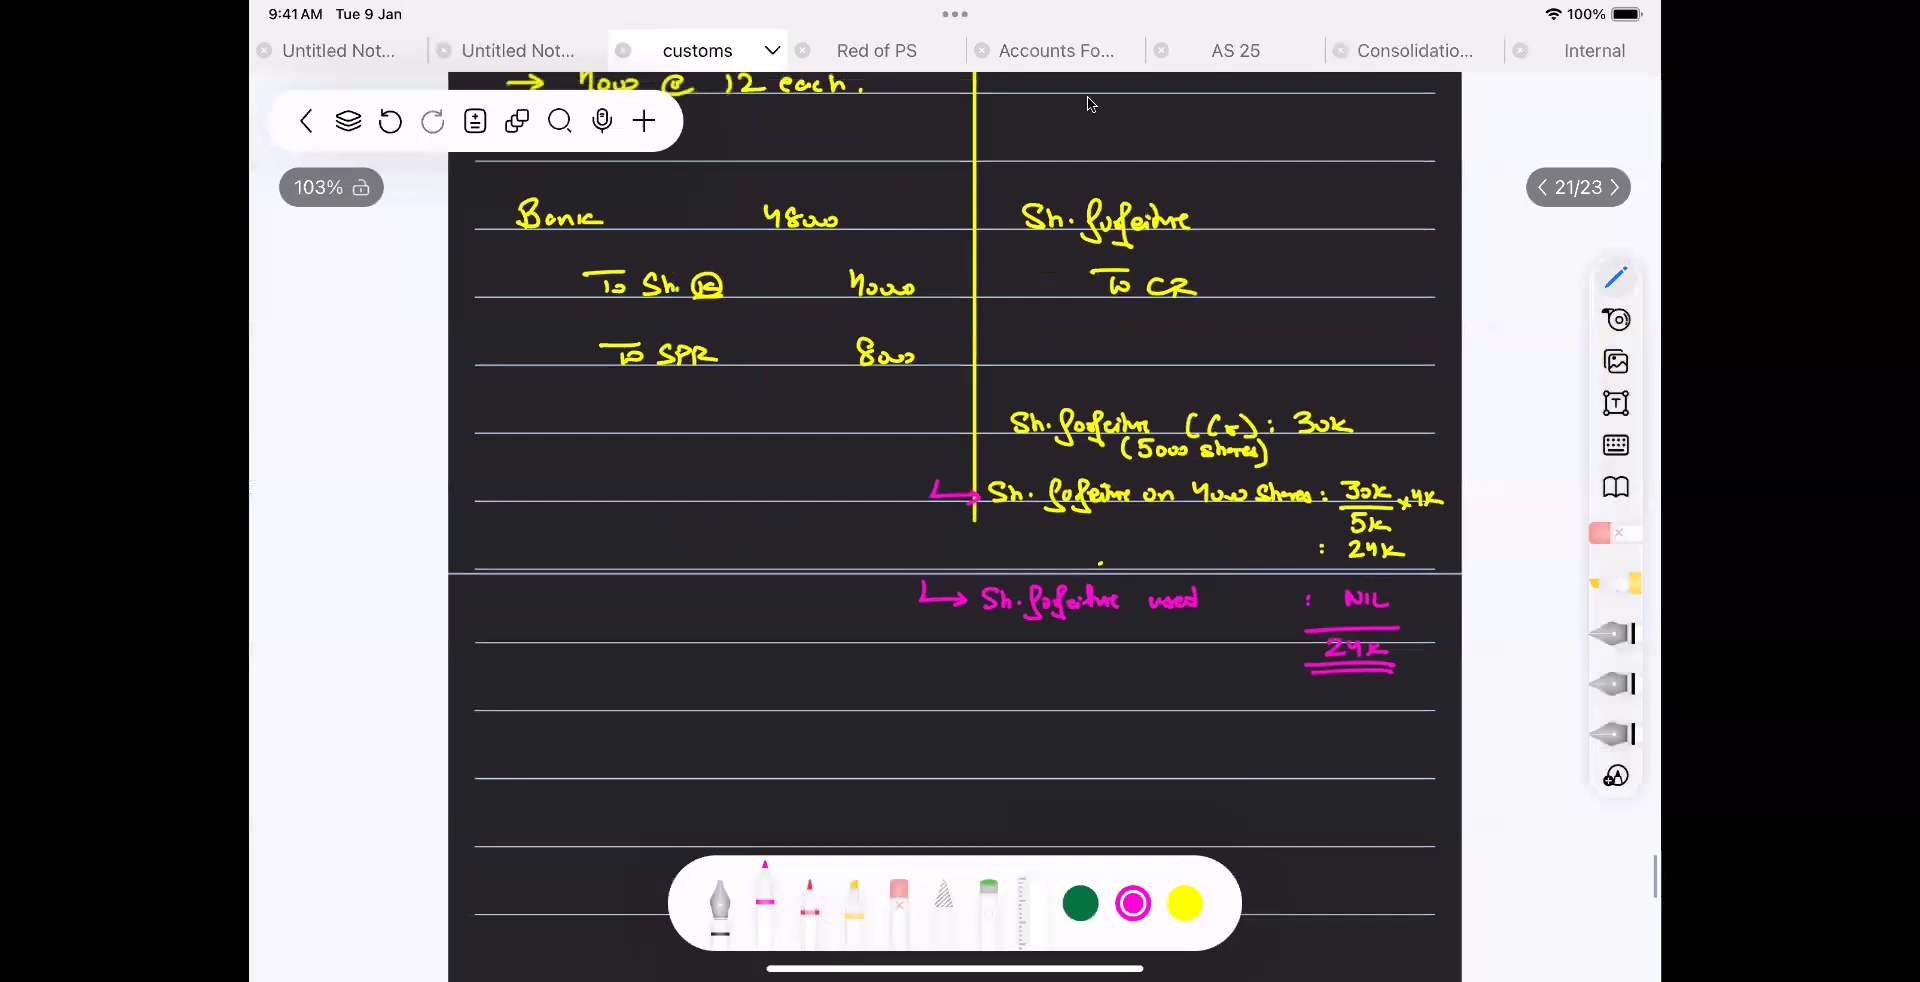 9:41 AM Tue 9 Jan
100%
Untitled Not...
Untitled Not...
customs
Red of PS
Accounts Fo...
AS 25
Consolidatio...
Internal
→ 4000 @ 12 each.
103%
21/23
Bank 48000
To Sh. (K) 40000
To SPR 8000
Sh. forfeiture
To CR
Sh. forfeiture (Cr) : 30k
(5000 shares)
Sh. forfeiture on 4000 shares : 30k/5k x 4k
: 24k
Sh. forfeiture used : NIL
24k